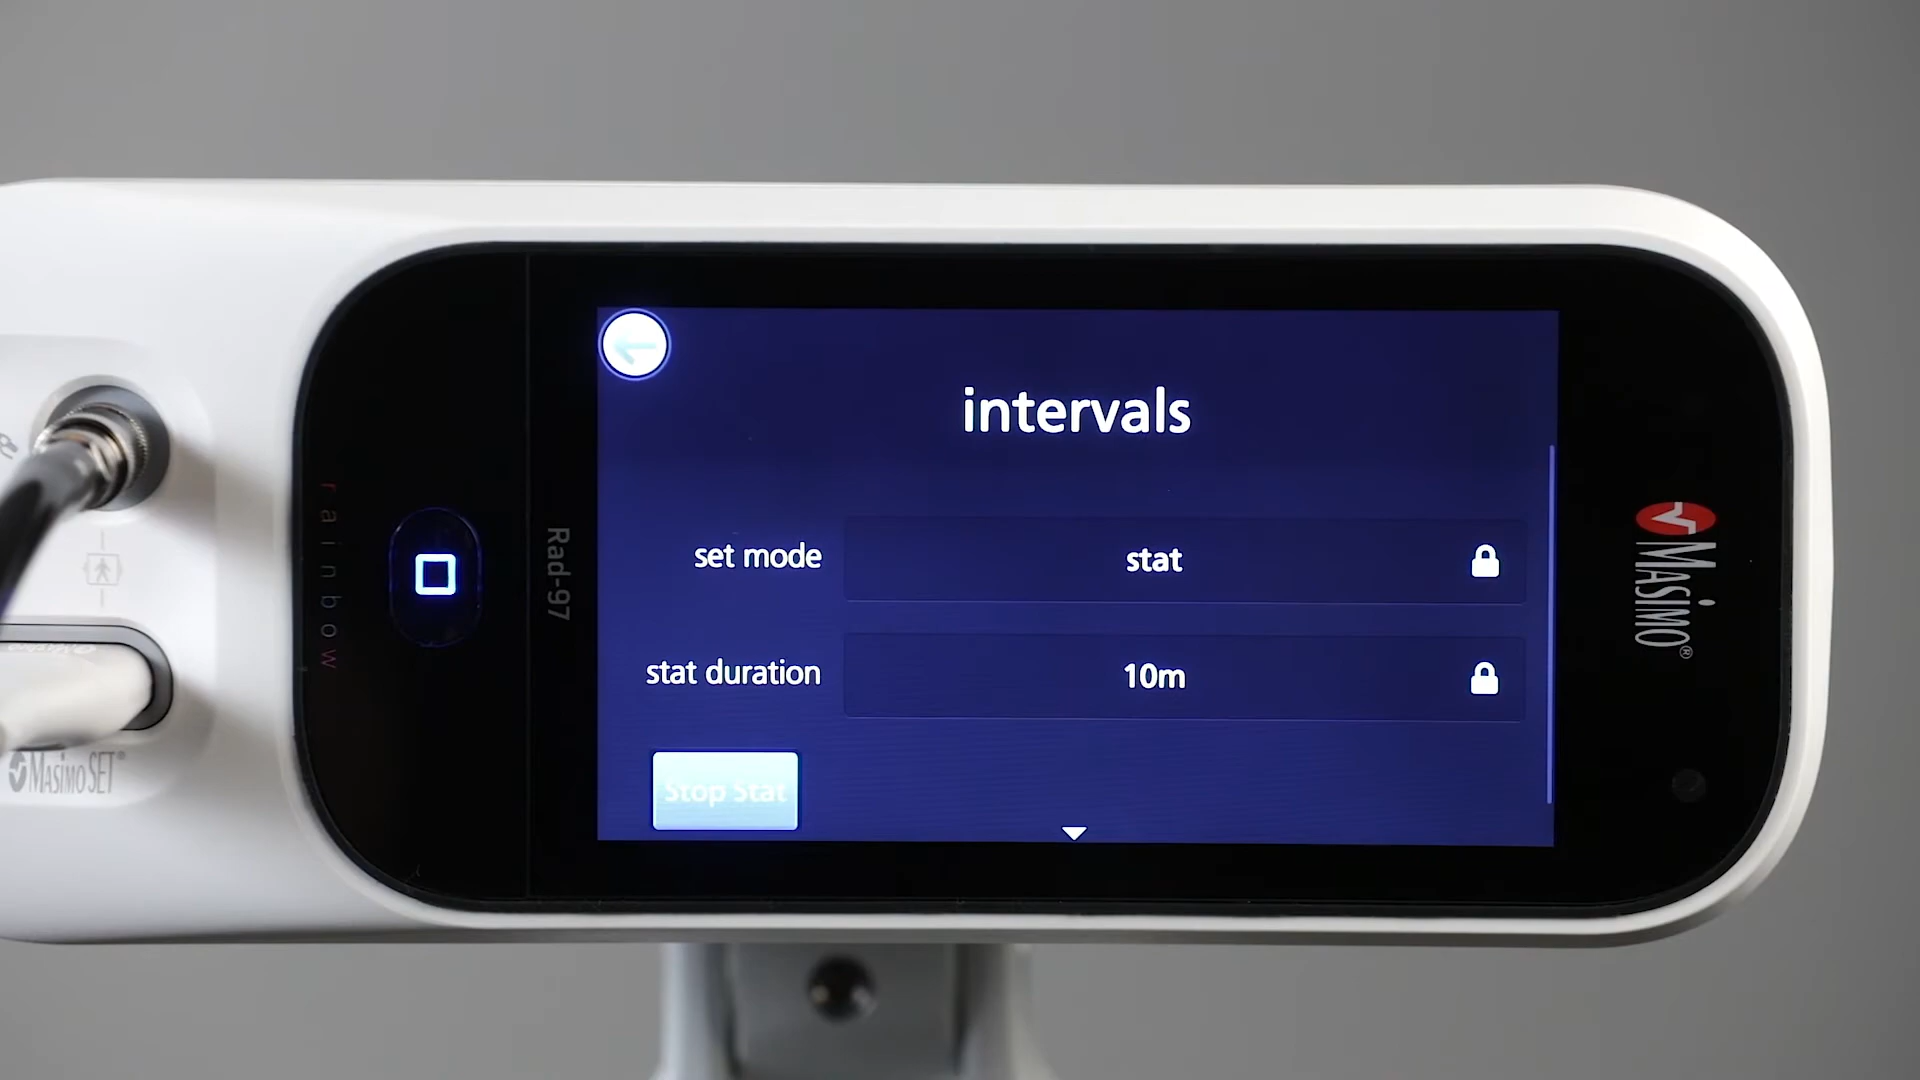 intervals
set mode
stat
stat duration
10m
Stop Stat
rainbow
Rad-97
MASIMO®
MASIMO SET®